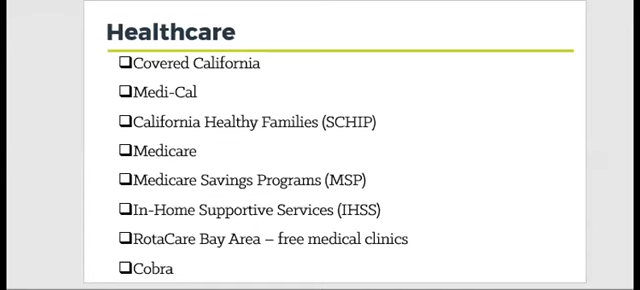 Healthcare
❑Covered California
❑Medi-Cal
❑California Healthy Families (SCHIP)
❑Medicare
❑Medicare Savings Programs (MSP)
❑In-Home Supportive Services (IHSS)
❑RotaCare Bay Area – free medical clinics
❑Cobra